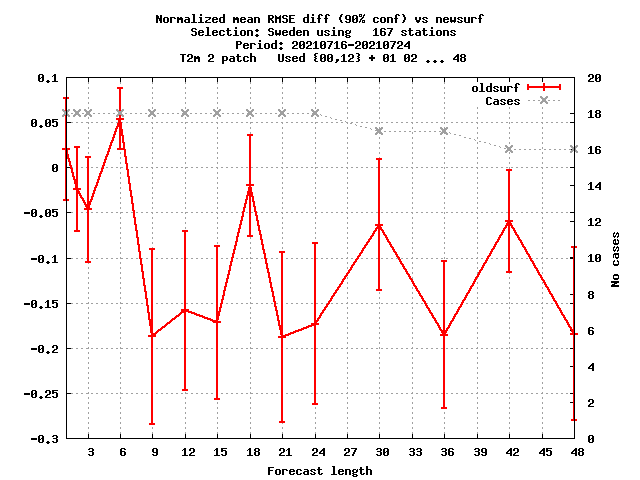 Normalized mean RMSE diff (90% conf) vs newsurf
Selection: Sweden using   167 stations
Period: 20210716-20210724
T2m 2 patch   Used {00,12} + 01 02 ... 48
oldsurf
Cases
0.1
0.05
0
-0.05
-0.1
-0.15
-0.2
-0.25
-0.3
20
18
16
14
12
10
8
6
4
2
0
No cases
3 6 9 12 15 18 21 24 27 30 33 36 39 42 45 48
Forecast length